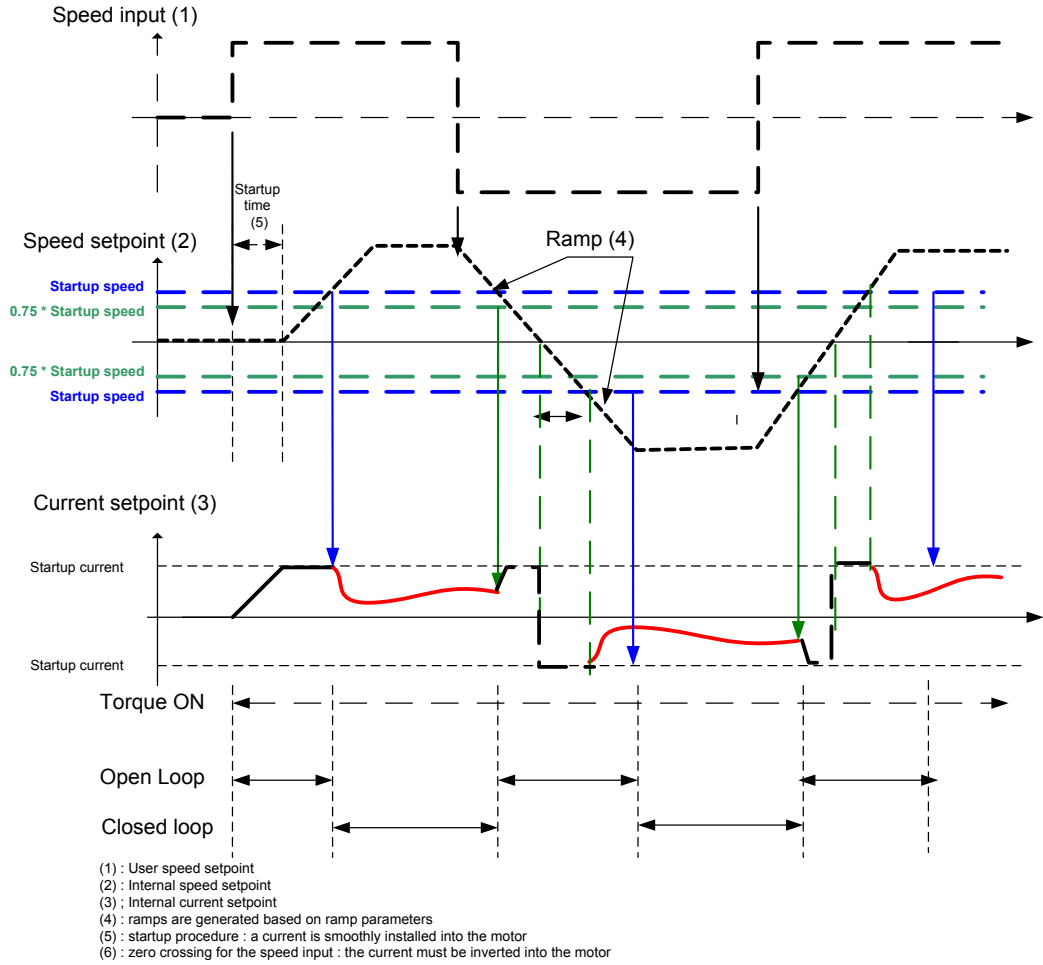 Speed input (1)
Startup
time
(5)
Speed setpoint (2)
Ramp (4)
Startup speed
0.75 * Startup speed
0.75 * Startup speed
Startup speed
Current setpoint (3)
Startup current
Startup current
Torque ON
Open Loop
Closed loop
(1) : User speed setpoint
(2) : Internal speed setpoint
(3) ; Internal current setpoint
(4) : ramps are generated based on ramp parameters
(5) : startup procedure : a current is smoothly installed into the motor
(6) : zero crossing for the speed input : the current must be inverted into the motor